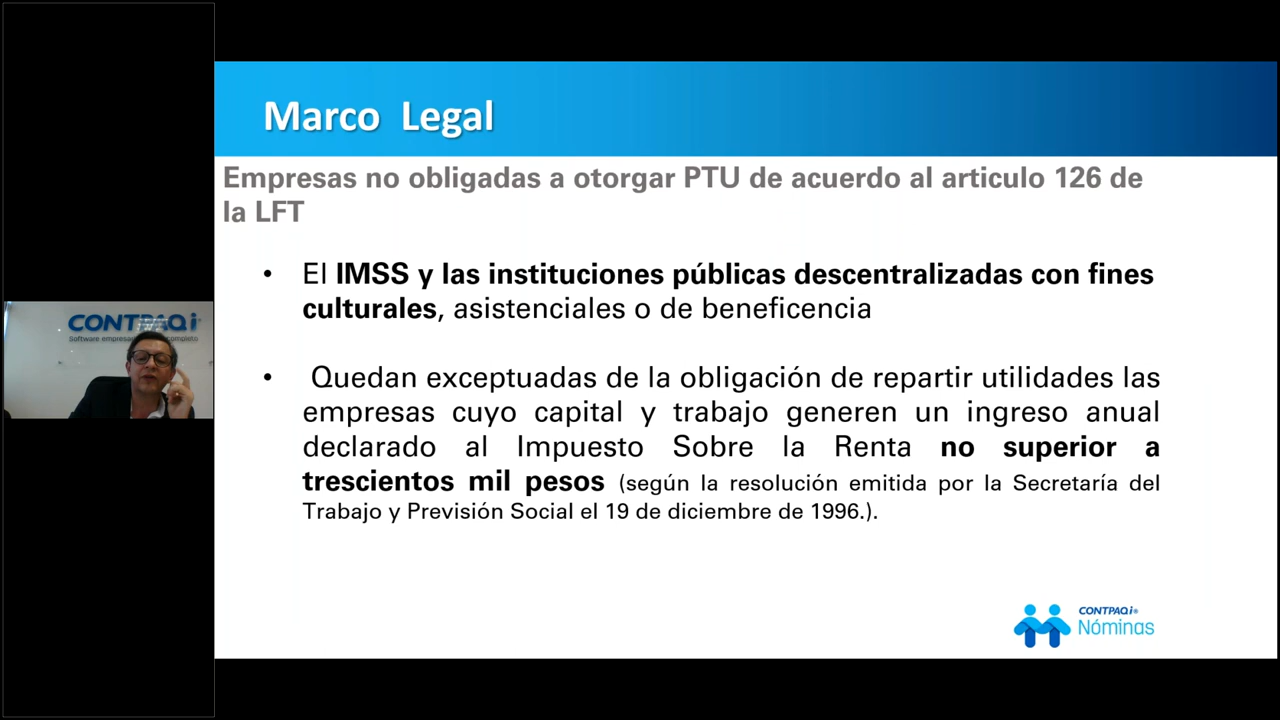 Marco Legal
Empresas no obligadas a otorgar PTU de acuerdo al articulo 126 de
la LFT
• El IMSS y las instituciones públicas descentralizadas con fines
culturales, asistenciales o de beneficencia
• Quedan exceptuadas de la obligación de repartir utilidades las
empresas cuyo capital y trabajo generen un ingreso anual
declarado al Impuesto Sobre la Renta no superior a
trescientos mil pesos (según la resolución emitida por la Secretaría del
Trabajo y Previsión Social el 19 de diciembre de 1996.).
CONTPAQi®
Nóminas
CONTPAQi
Software